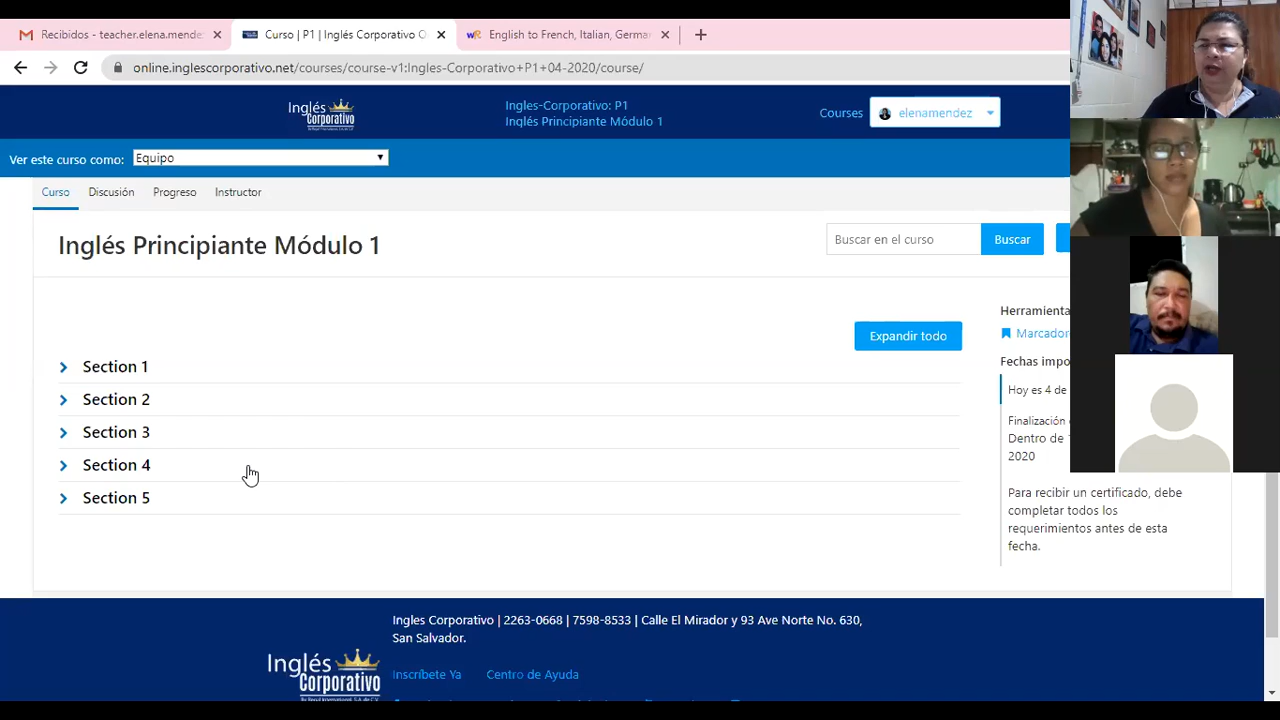 Recibidos - teacher.elena.mende
Curso | P1 | Inglés Corporativo O
English to French, Italian, Germa
online.inglescorporativo.net/courses/course-v1:Ingles-Corporativo+P1+04-2020/course/
Inglés
Corporativo
Ingles-Corporativo: P1
Inglés Principiante Módulo 1
Courses
elenamendez
Ver este curso como:
Equipo
Curso
Discusión
Progreso
Instructor
Inglés Principiante Módulo 1
Buscar en el curso
Buscar
Expandir todo
Section 1
Section 2
Section 3
Section 4
Section 5
Herramienta
Marcador
Fechas impo
Hoy es 4 de
Finalización
Dentro de
2020
Para recibir un certificado, debe
completar todos los
requerimientos antes de esta
fecha.
Ingles Corporativo | 2263-0668 | 7598-8533 | Calle El Mirador y 93 Ave Norte No. 630,
San Salvador.
Inglés
Corporativo
Inscríbete Ya
Centro de Ayuda